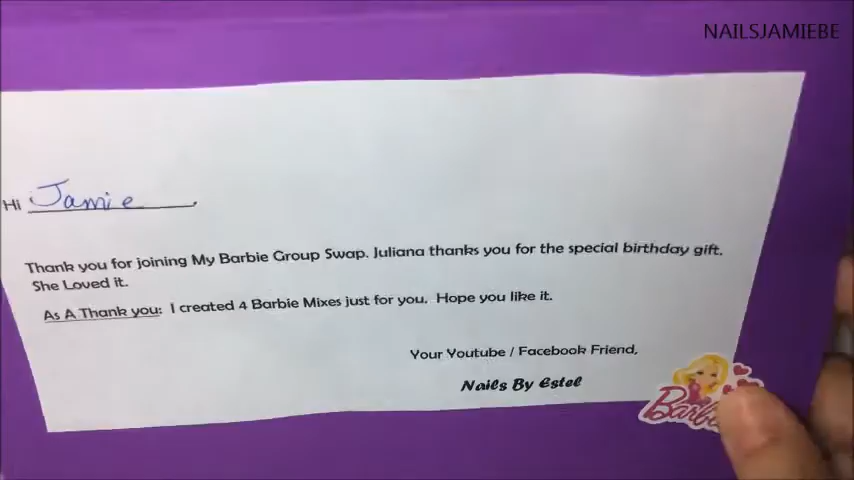 NAILSJAMIEBE
Hi Jamie,
Thank you for joining My Barbie Group Swap. Juliana thanks you for the special birthday gift.
She Loved it.
As A Thank you: I created 4 Barbie Mixes just for you. Hope you like it.
Your Youtube / Facebook Friend,
Nails By Estel
Barbie